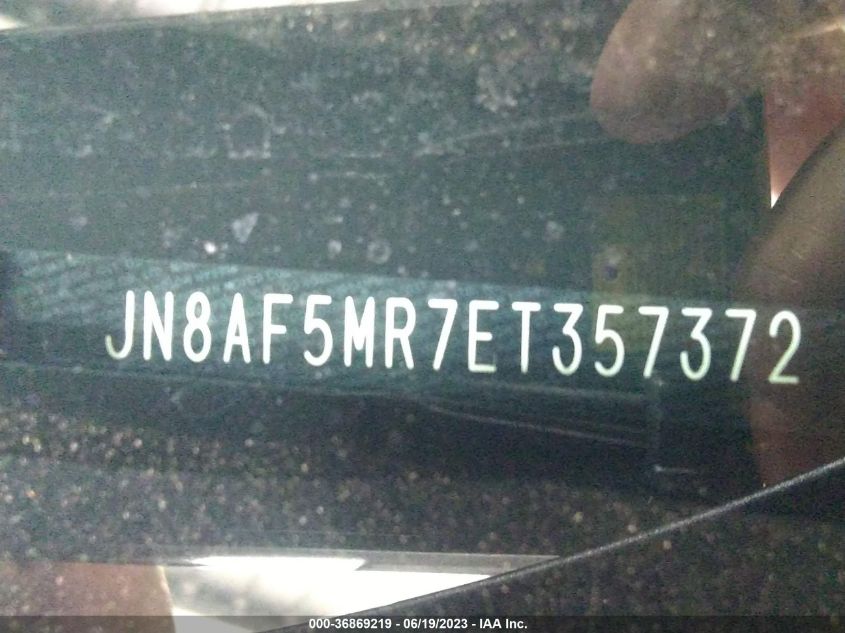 JN8AF5MR7ET357372
000-36869219 - 06/19/2023 - IAA Inc.